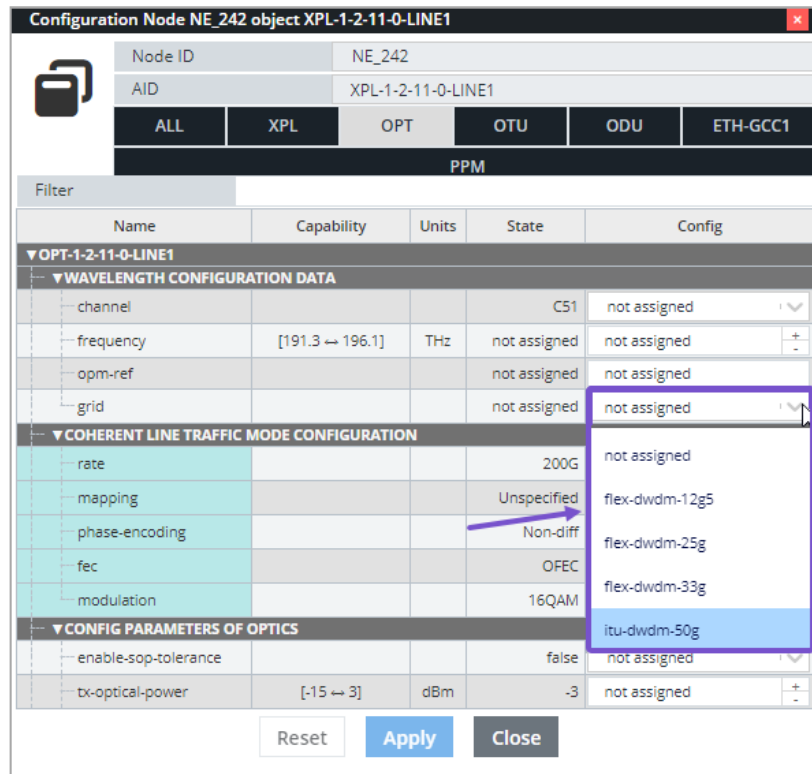 Configuration Node NE_242 object XPL-1-2-11-0-LINE1
Node ID NE_242
AID XPL-1-2-11-0-LINE1
ALL XPL OPT OTU ODU ETH-GCC1
PPM
Filter
Name Capability Units State Config
▼OPT-1-2-11-0-LINE1
▼WAVELENGTH CONFIGURATION DATA
channel C51 not assigned
frequency [191.3 ↔ 196.1] THz not assigned not assigned
opm-ref not assigned not assigned
grid not assigned not assigned
▼COHERENT LINE TRAFFIC MODE CONFIGURATION
rate 200G
mapping Unspecified
phase-encoding Non-diff
fec OFEC
modulation 16QAM
not assigned
flex-dwdm-12g5
flex-dwdm-25g
flex-dwdm-33g
itu-dwdm-50g
▼CONFIG PARAMETERS OF OPTICS
enable-sop-tolerance false not assigned
tx-optical-power [-15 ↔ 3] dBm -3 not assigned
Reset Apply Close